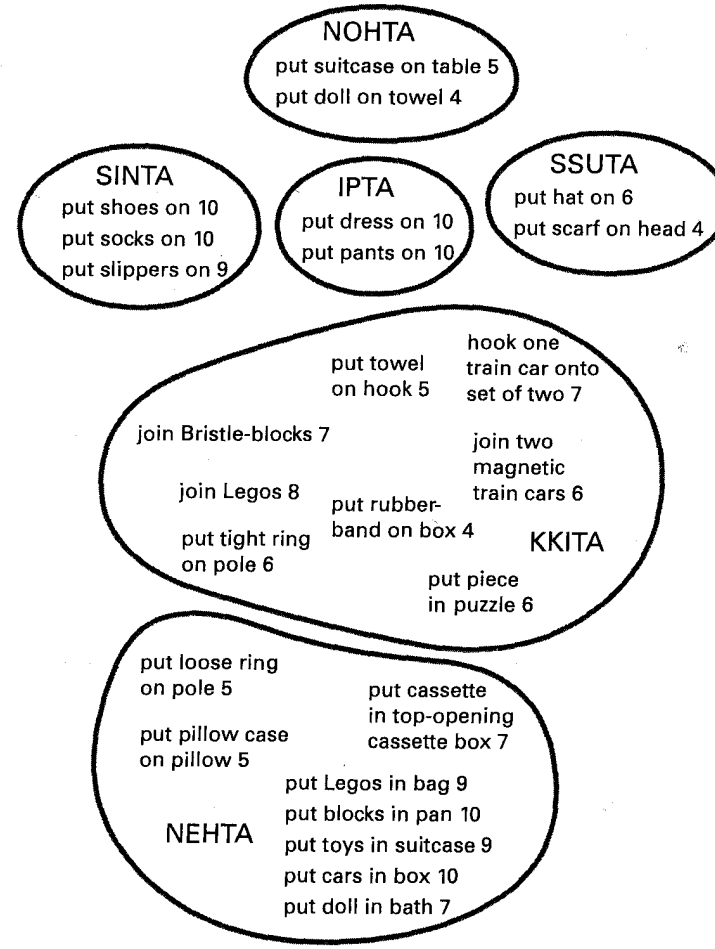 NOHTA
put suitcase on table 5
put doll on towel 4
SINTA
put shoes on 10
put socks on 10
put slippers on 9
IPTA
put dress on 10
put pants on 10
SSUTA
put hat on 6
put scarf on head 4
put towel
on hook 5
hook one
train car onto
set of two 7
join Bristle-blocks 7
join two
magnetic
train cars 6
join Legos 8
put rubber-
band on box 4
put tight ring
on pole 6
KKITA
put piece
in puzzle 6
put loose ring
on pole 5
put cassette
in top-opening
cassette box 7
put pillow case
on pillow 5
NEHTA
put Legos in bag 9
put blocks in pan 10
put toys in suitcase 9
put cars in box 10
put doll in bath 7